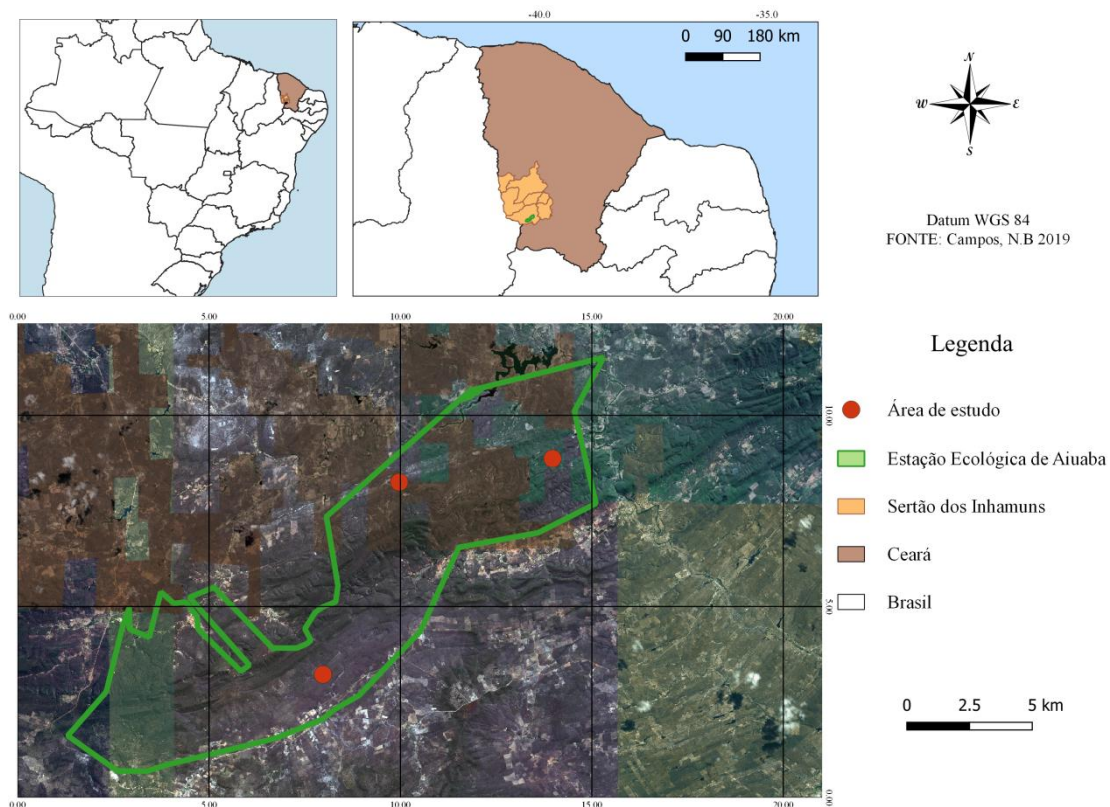 -40.0
-35.0
0 90 180 km
N
W E
S
Datum WGS 84
FONTE: Campos, N.B 2019
0.00 5.00 10.00 15.00 20.00
10.00
5.00
0.00
0.00 5.00 10.00 15.00 20.00
Legenda
Área de estudo
Estação Ecológica de Aiuaba
Sertão dos Inhamuns
Ceará
Brasil
0 2.5 5 km